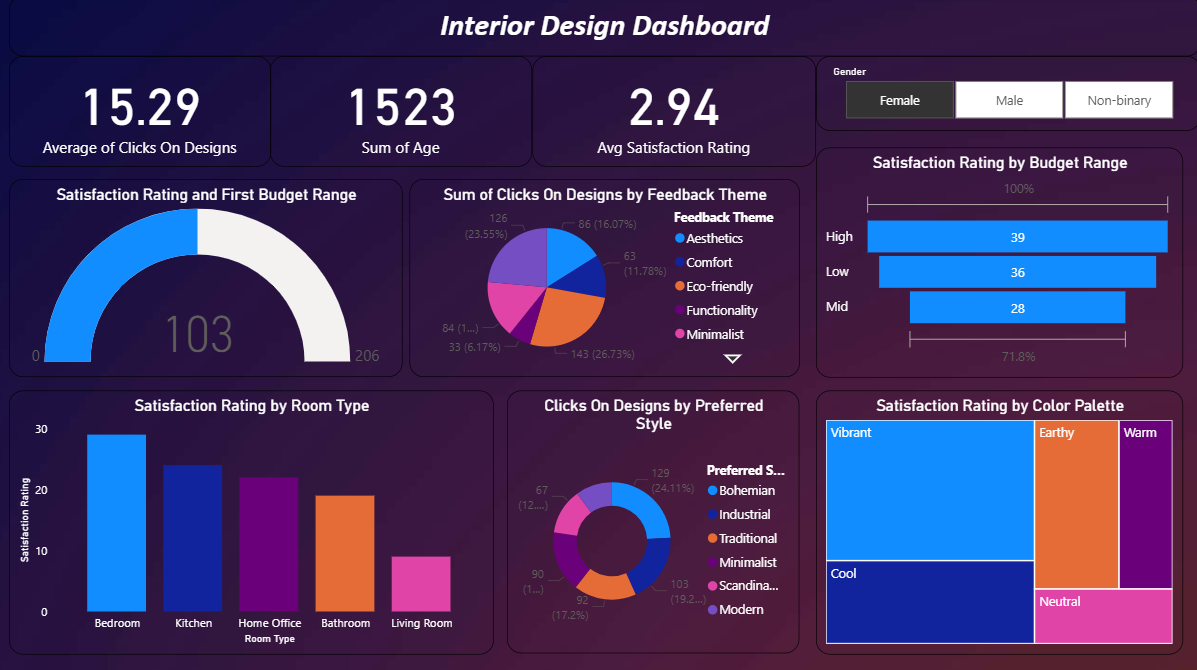 Interior Design Dashboard
15.29
Average of Clicks On Designs
1523
Sum of Age
2.94
Avg Satisfaction Rating
Gender
Female
Male
Non-binary
Satisfaction Rating and First Budget Range
103
0
206
Sum of Clicks On Designs by Feedback Theme
126
(23.55%)
86 (16.07%)
63
(11.78%)
84 (1...)
33 (6.17%)
143 (26.73%)
Feedback Theme
Aesthetics
Comfort
Eco-friendly
Functionality
Minimalist
Satisfaction Rating by Budget Range
100%
High
39
Low
36
Mid
28
71.8%
Satisfaction Rating by Room Type
Satisfaction Rating
30
20
10
0
Bedroom
Kitchen
Home Office
Bathroom
Living Room
Room Type
Clicks On Designs by Preferred
Style
129
(24.11%)
67
(12....)
90
(1...)
92
(17.2%)
103
(19.2...)
Preferred S...
Bohemian
Industrial
Traditional
Minimalist
Scandina...
Modern
Satisfaction Rating by Color Palette
Vibrant
Earthy
Warm
Cool
Neutral